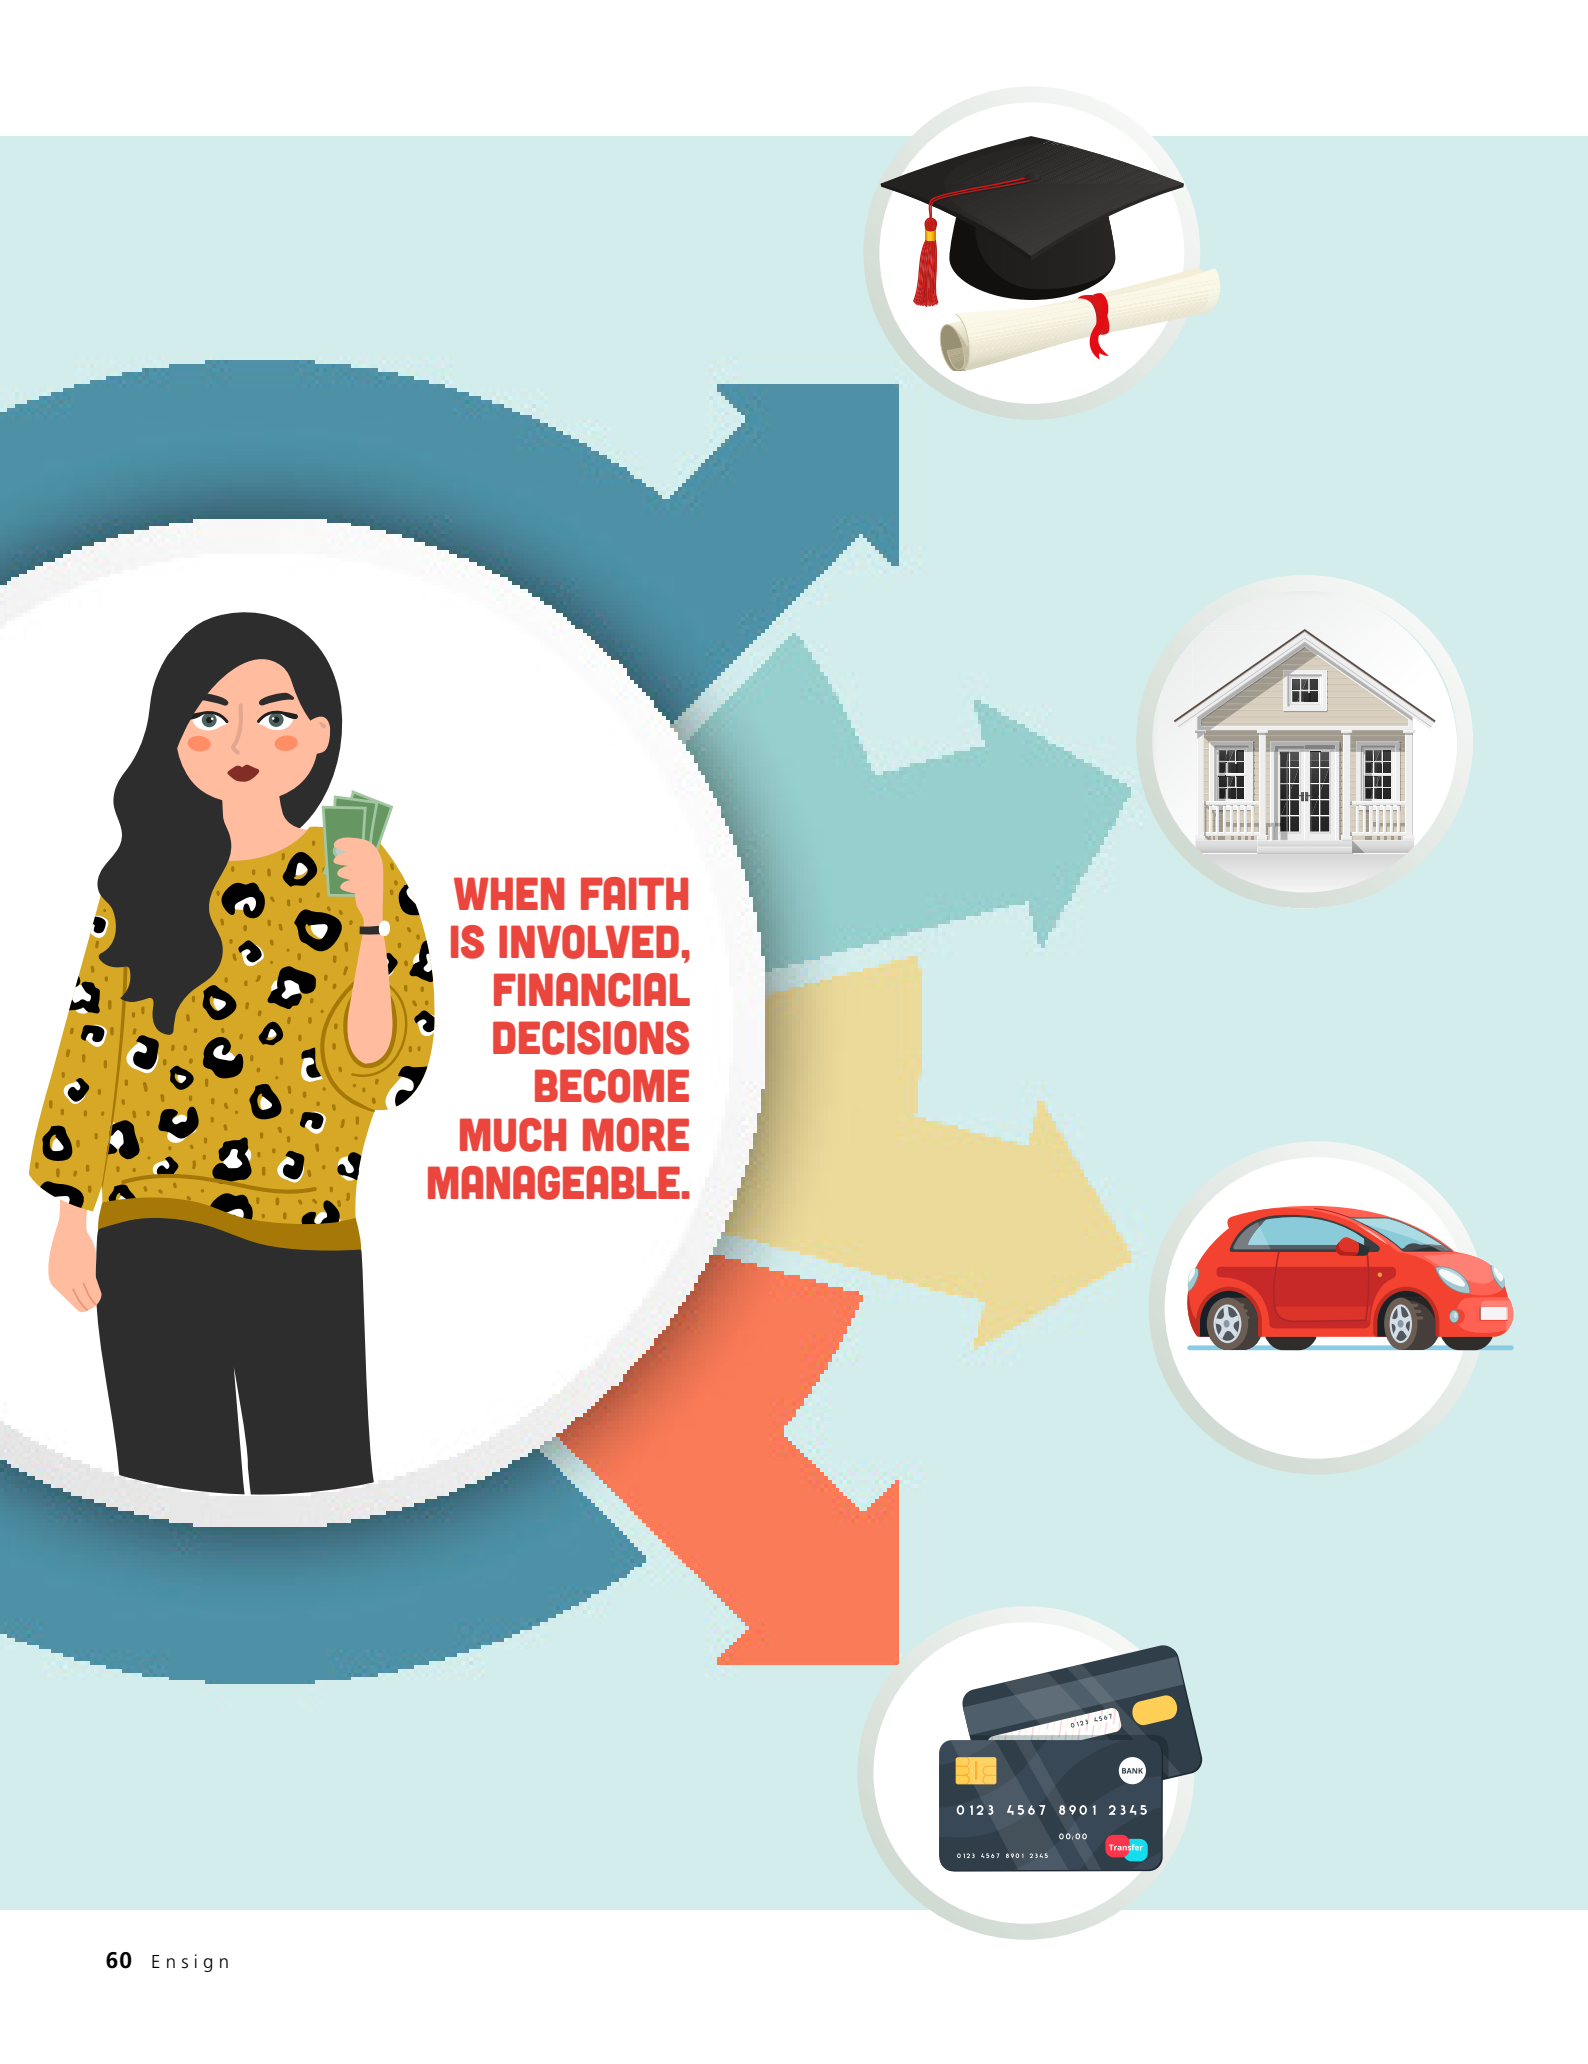 WHEN FAITH
IS INVOLVED,
FINANCIAL
DECISIONS
BECOME
MUCH MORE
MANAGEABLE.
0123 4567
BANK
0123 4567 8901 2345
00/00
Transfer
0123 4567 8901 2345
60 Ensign